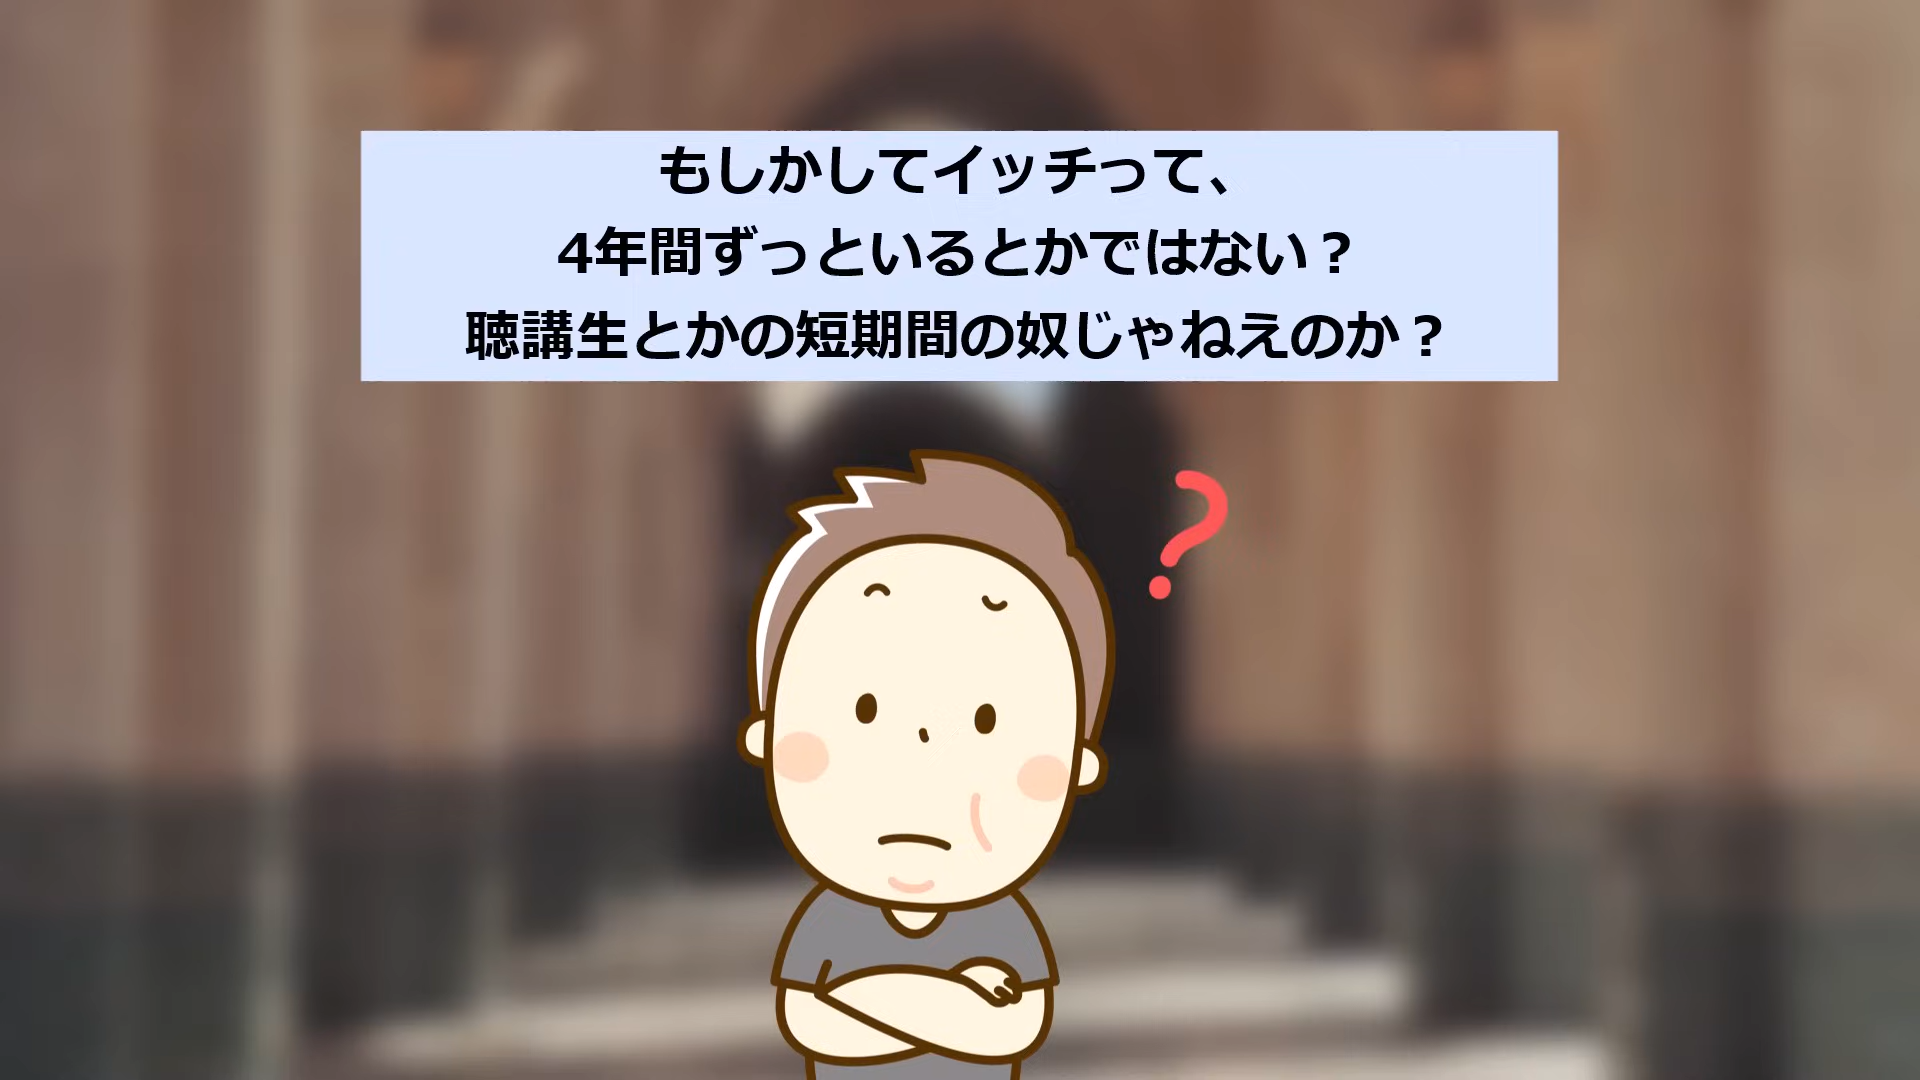 もしかしてイッチって、
4年間ずっといるとかではない？
聴講生とかの短期間の奴じゃねえのか？